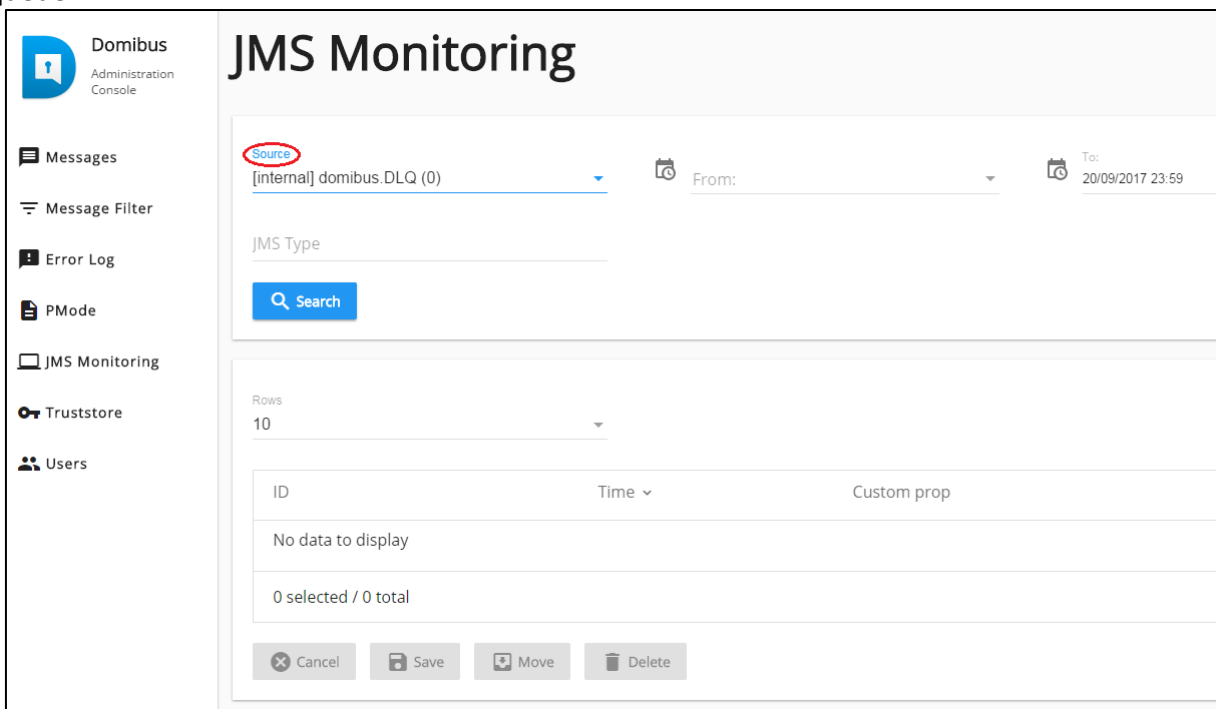 Domibus
Administration
Console
Messages
Message Filter
Error Log
PMode
JMS Monitoring
Truststore
Users
JMS Monitoring
Source
[internal] domibus.DLQ (0)
From:
To:
20/09/2017 23:59
JMS Type
Search
Rows
10
ID Time Custom prop
No data to display
0 selected / 0 total
Cancel Save Move Delete